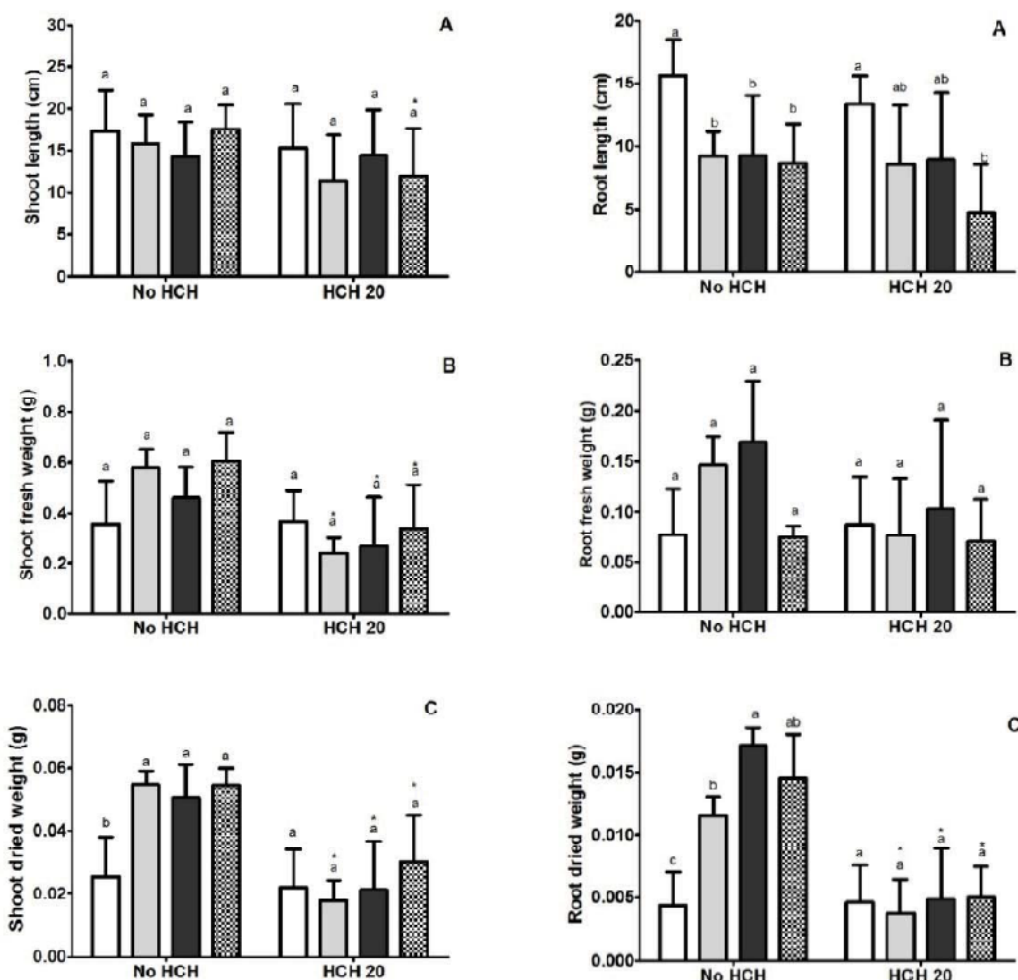 A
Shoot length (cm)
30
25
20
15
10
5
0
a
a
a
a
a
a
a
*
a
No HCH
HCH 20
A
Root length (cm)
20
15
10
5
0
a
b
b
b
a
ab
ab
b
No HCH
HCH 20
B
Shoot fresh weight (g)
1.0
0.8
0.6
0.4
0.2
0.0
a
a
a
a
a
*
a
*
a
*
a
No HCH
HCH 20
B
Root fresh weight (g)
0.25
0.20
0.15
0.10
0.05
0.00
a
a
a
a
a
a
a
a
No HCH
HCH 20
C
Shoot dried weight (g)
0.08
0.06
0.04
0.02
0.00
b
a
a
a
a
*
a
*
a
*
a
No HCH
HCH 20
C
Root dried weight (g)
0.020
0.015
0.010
0.005
0.000
c
b
a
ab
a
*
a
*
a
*
a
No HCH
HCH 20